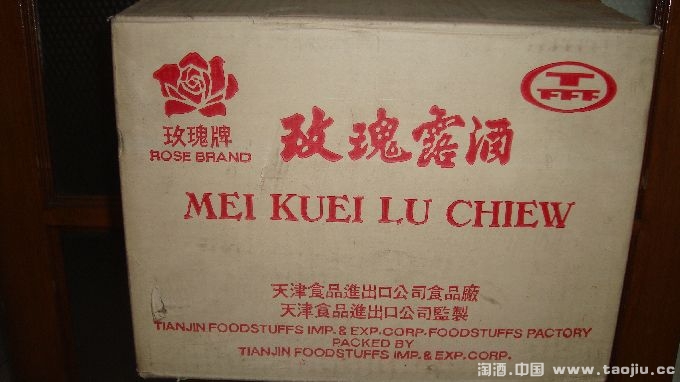 玫瑰牌
ROSE BRAND
T
FFF
玫瑰露酒
MEI KUEI LU CHIEW
天津食品進出口公司食品廠
天津食品進出口公司監製
TIANJIN FOODSTUFFS IMP. & EXP. CORP. FOODSTUFFS FACTORY
PACKED BY
TIANJIN FOODSTUFFS IMP. & EXP. CORP.
淘酒.中国 www.taojiu.cc